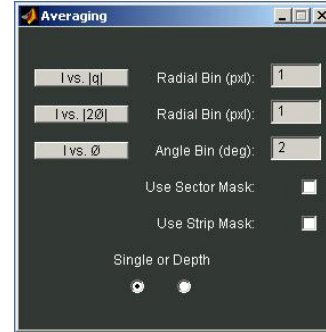 Averaging
I vs. |q| Radial Bin (pxl): 1
I vs. |2Ø| Radial Bin (pxl): 1
I vs. Ø Angle Bin (deg): 2
Use Sector Mask:
Use Strip Mask:
Single or Depth